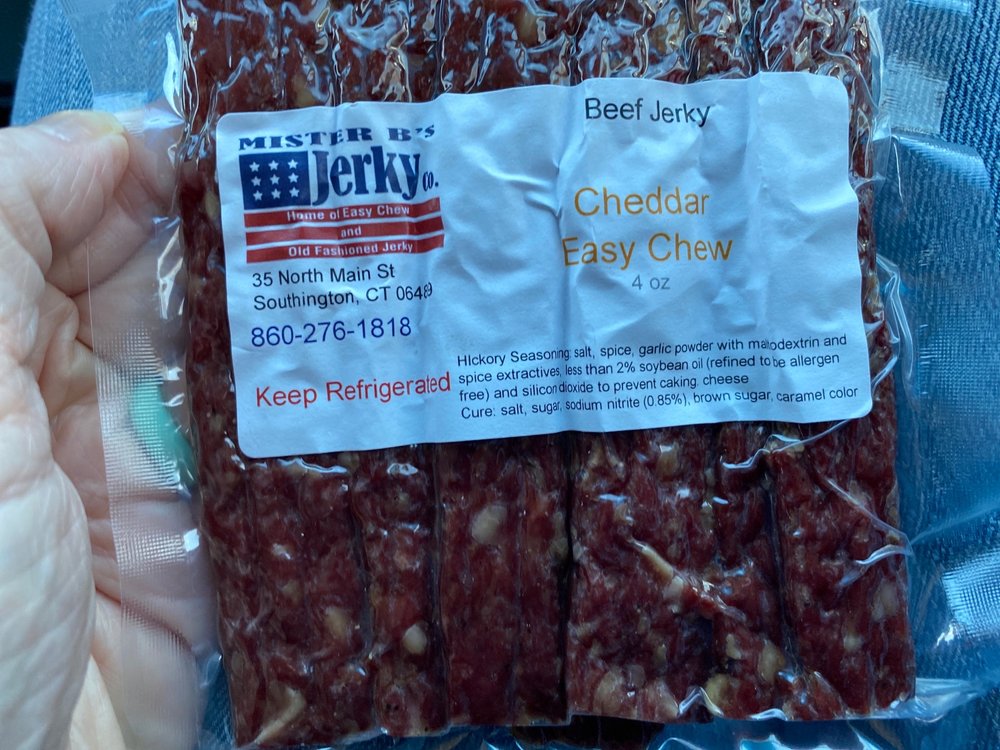 MISTER B's
Jerky co.
Home of Easy Chew
and
Old Fashioned Jerky
35 North Main St
Southington, CT 06489
860-276-1818
Keep Refrigerated
Beef Jerky
Cheddar
Easy Chew
4 oz
HIckory Seasoning: salt, spice, garlic powder with maltodextrin and
spice extractives, less than 2% soybean oil (refined to be allergen
free) and silicon dioxide to prevent caking. cheese
Cure: salt, sugar, sodium nitrite (0.85%), brown sugar, caramel color